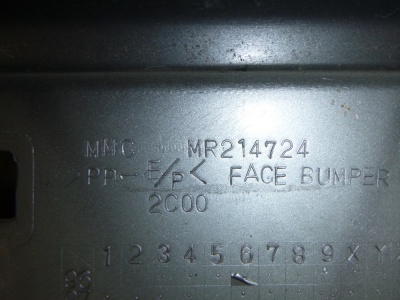 MMC MR214724
>PP-E/P< FACE BUMPER
2C00
1 2 3 4 5 6 7 8 9 X Y